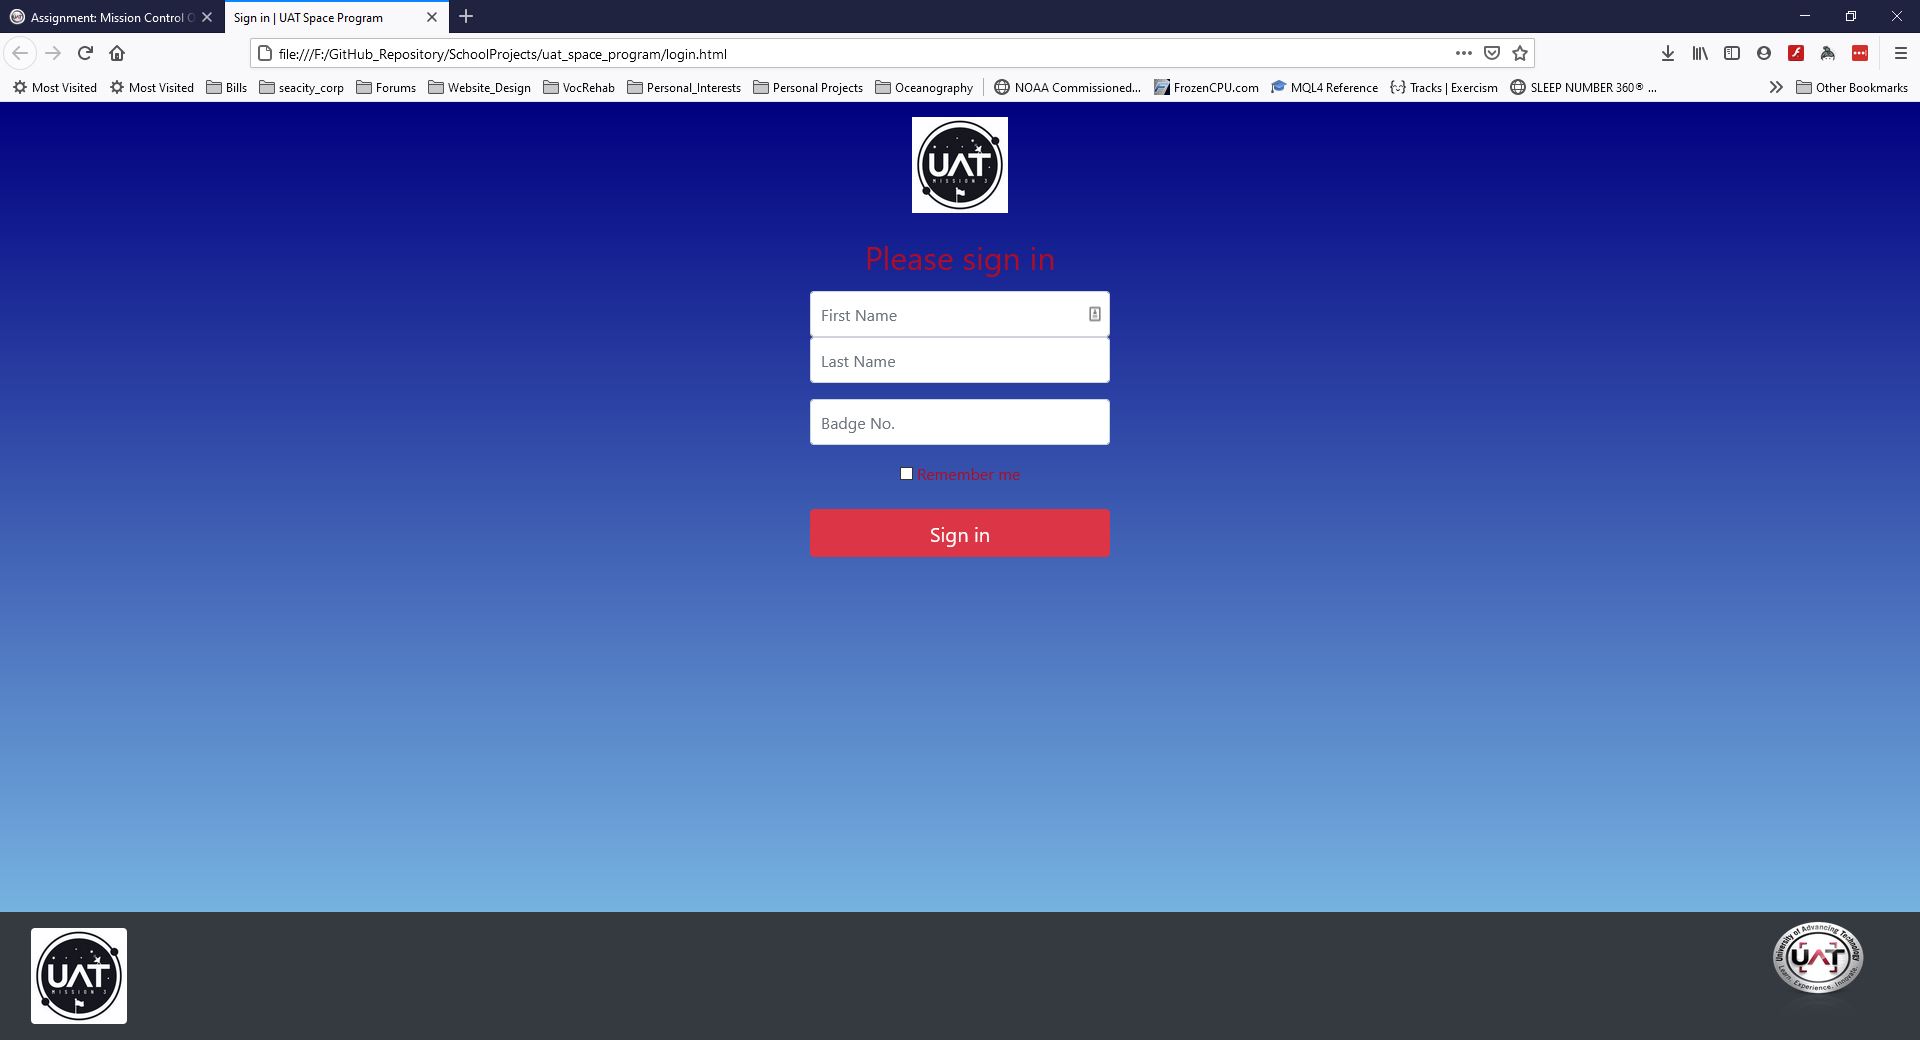 Assignment: Mission Control O
Sign in | UAT Space Program
file:///F:/GitHub_Repository/SchoolProjects/uat_space_program/login.html
Most Visited Most Visited Bills seacity_corp Forums Website_Design VocRehab Personal_Interests Personal Projects Oceanography NOAA Commissioned... FrozenCPU.com MQL4 Reference Tracks | Exercism SLEEP NUMBER 360® ... Other Bookmarks
UAT
MISSION 3
Please sign in
First Name
Last Name
Badge No.
Remember me
Sign in
UAT
MISSION 3
University of Advancing Technology
UAT
Learn. Experience. Innovate.